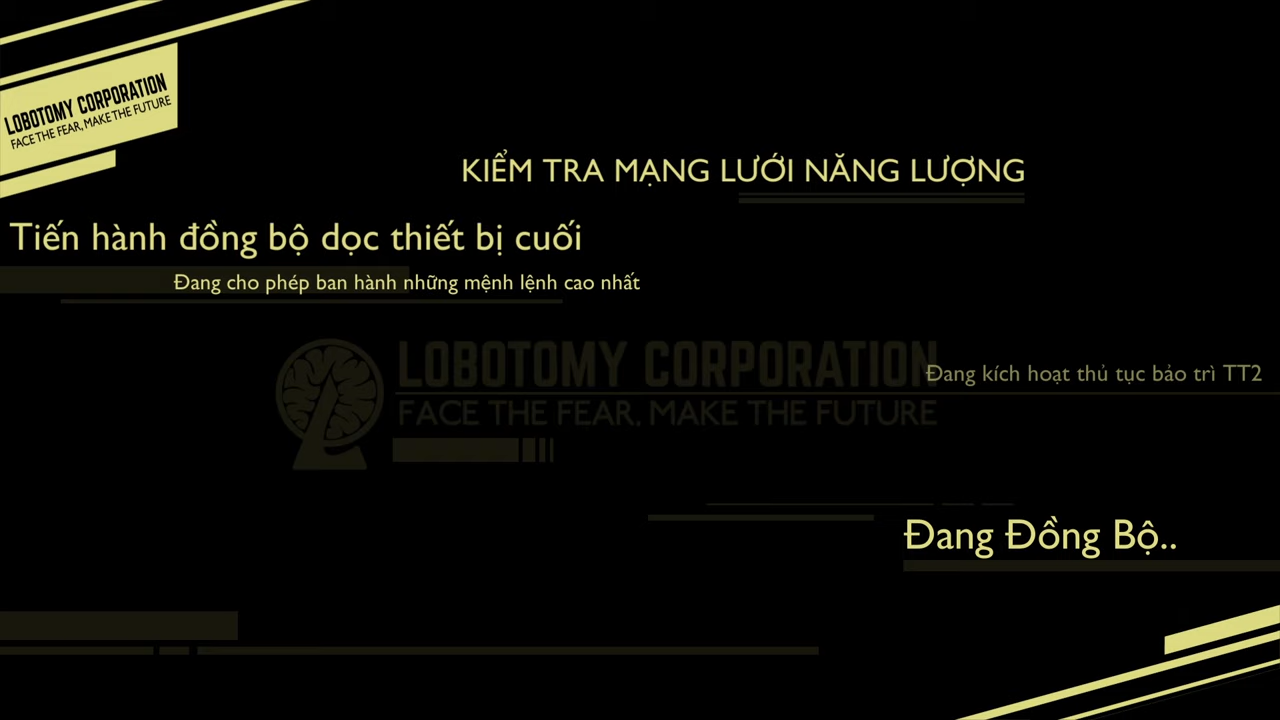 LOBOTOMY CORPORATION
FACE THE FEAR, MAKE THE FUTURE
KIỂM TRA MẠNG LƯỚI NĂNG LƯỢNG
Tiến hành đồng bộ dọc thiết bị cuối
Đang cho phép ban hành những mệnh lệnh cao nhất
LOBOTOMY CORPORATION
Đang kích hoạt thủ tục bảo trì TT2
FACE THE FEAR, MAKE THE FUTURE
Đang Đồng Bộ..